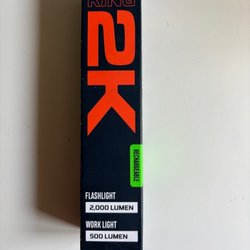 KING
2K
RECHARGEABLE
FLASHLIGHT
2,000 LUMEN
WORK LIGHT
500 LUMEN